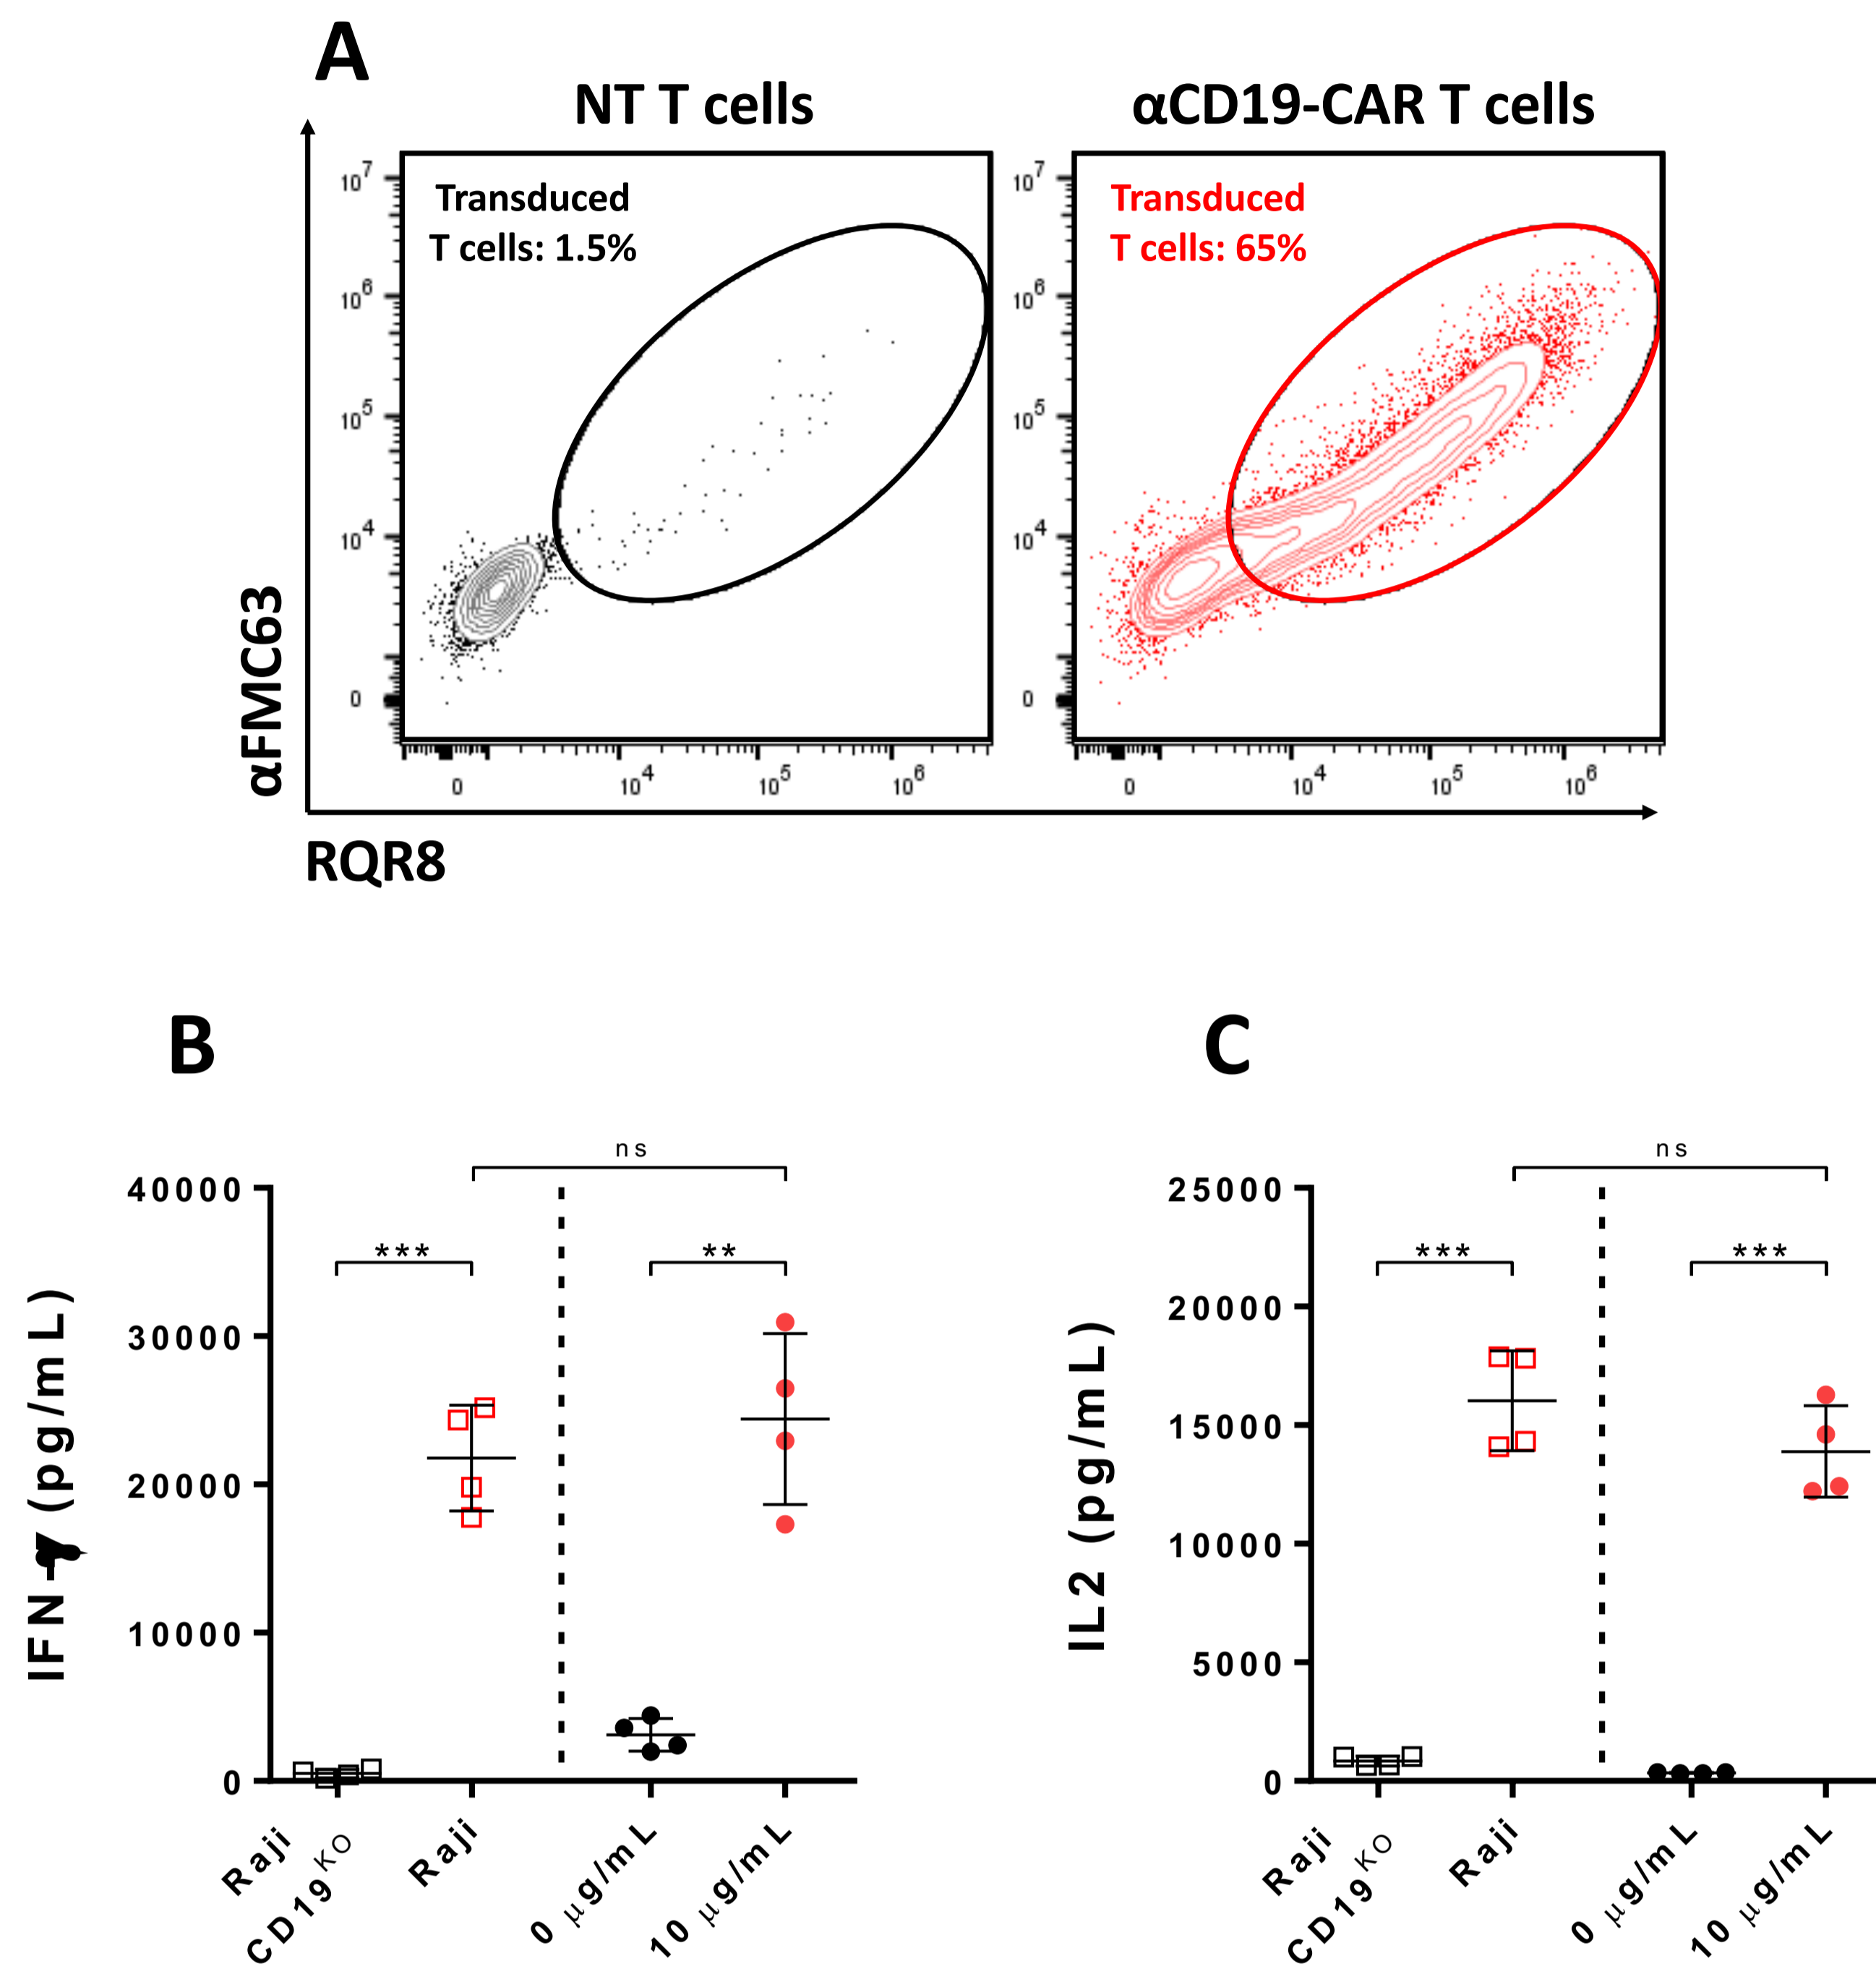 A
NT T cells
αCD19-CAR T cells
Transduced
T cells: 1.5%
Transduced
T cells: 65%
10^7
10^6
10^5
10^4
0
10^7
10^6
10^5
10^4
0
0 10^4 10^5 10^6
0 10^4 10^5 10^6
αFMC63
RQR8
B
ns
***
**
40000
30000
20000
10000
0
IFN-γ (pg/mL)
Raji
CD19^KO
Raji
0 μg/mL
10 μg/mL
C
ns
***
***
25000
20000
15000
10000
5000
0
IL2 (pg/mL)
Raji
CD19^KO
Raji
0 μg/mL
10 μg/mL